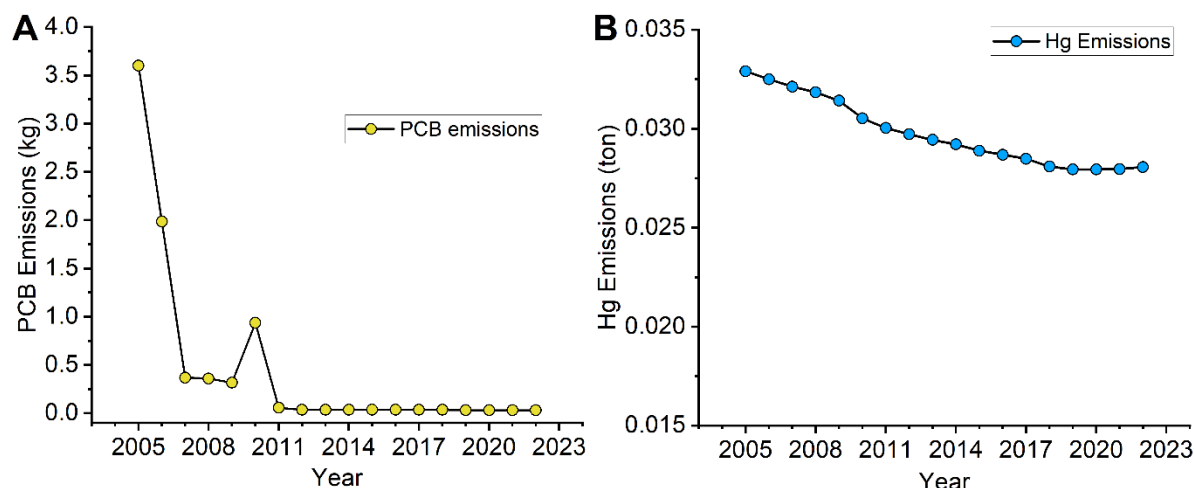 A
4.0
3.5
3.0
2.5
2.0
1.5
1.0
0.5
0.0
PCB Emissions (kg)
PCB emissions
2005 2008 2011 2014 2017 2020 2023
Year
B
0.035
0.030
0.025
0.020
0.015
Hg Emissions (ton)
Hg Emissions
2005 2008 2011 2014 2017 2020 2023
Year